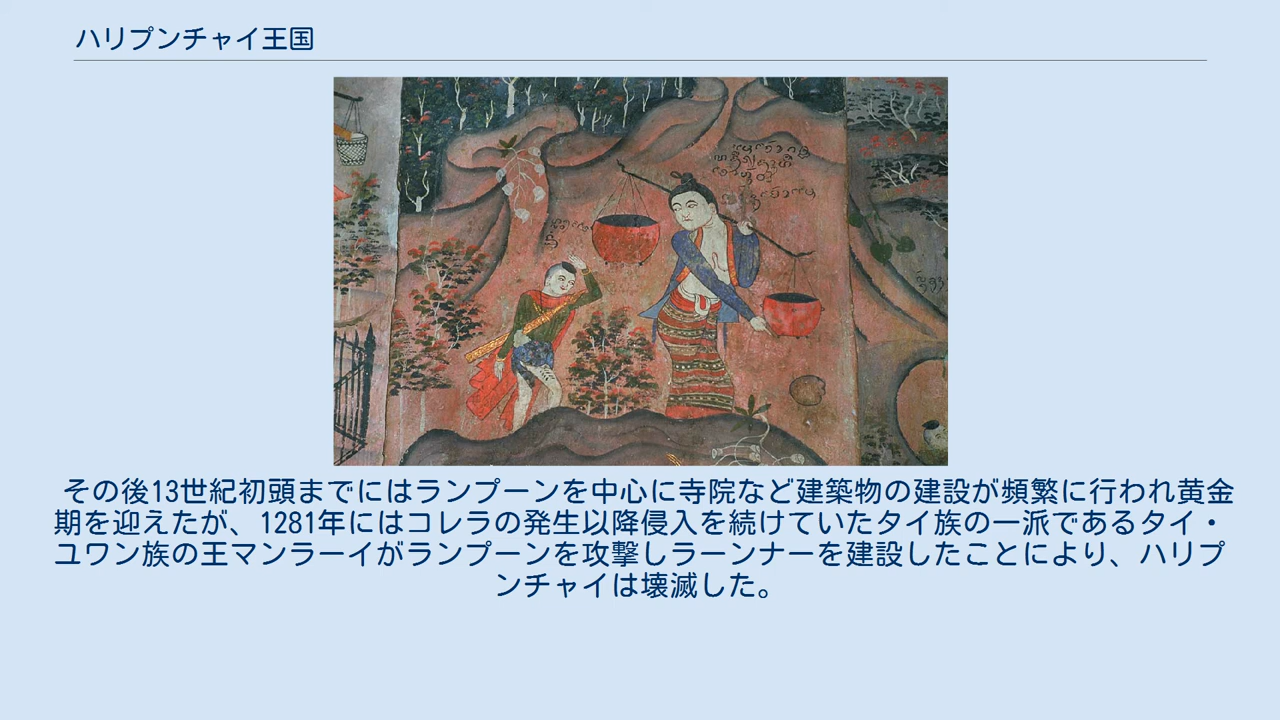 ハリプンチャイ王国
その後13世紀初頭までにはランプーンを中心に寺院など建築物の建設が頻繁に行われ黄金
期を迎えたが、1281年にはコレラの発生以降侵入を続けていたタイ族の一派であるタイ・
ユワン族の王マンラーイがランプーンを攻撃しラーンナーを建設したことにより、ハリプ
ンチャイは壊滅した。